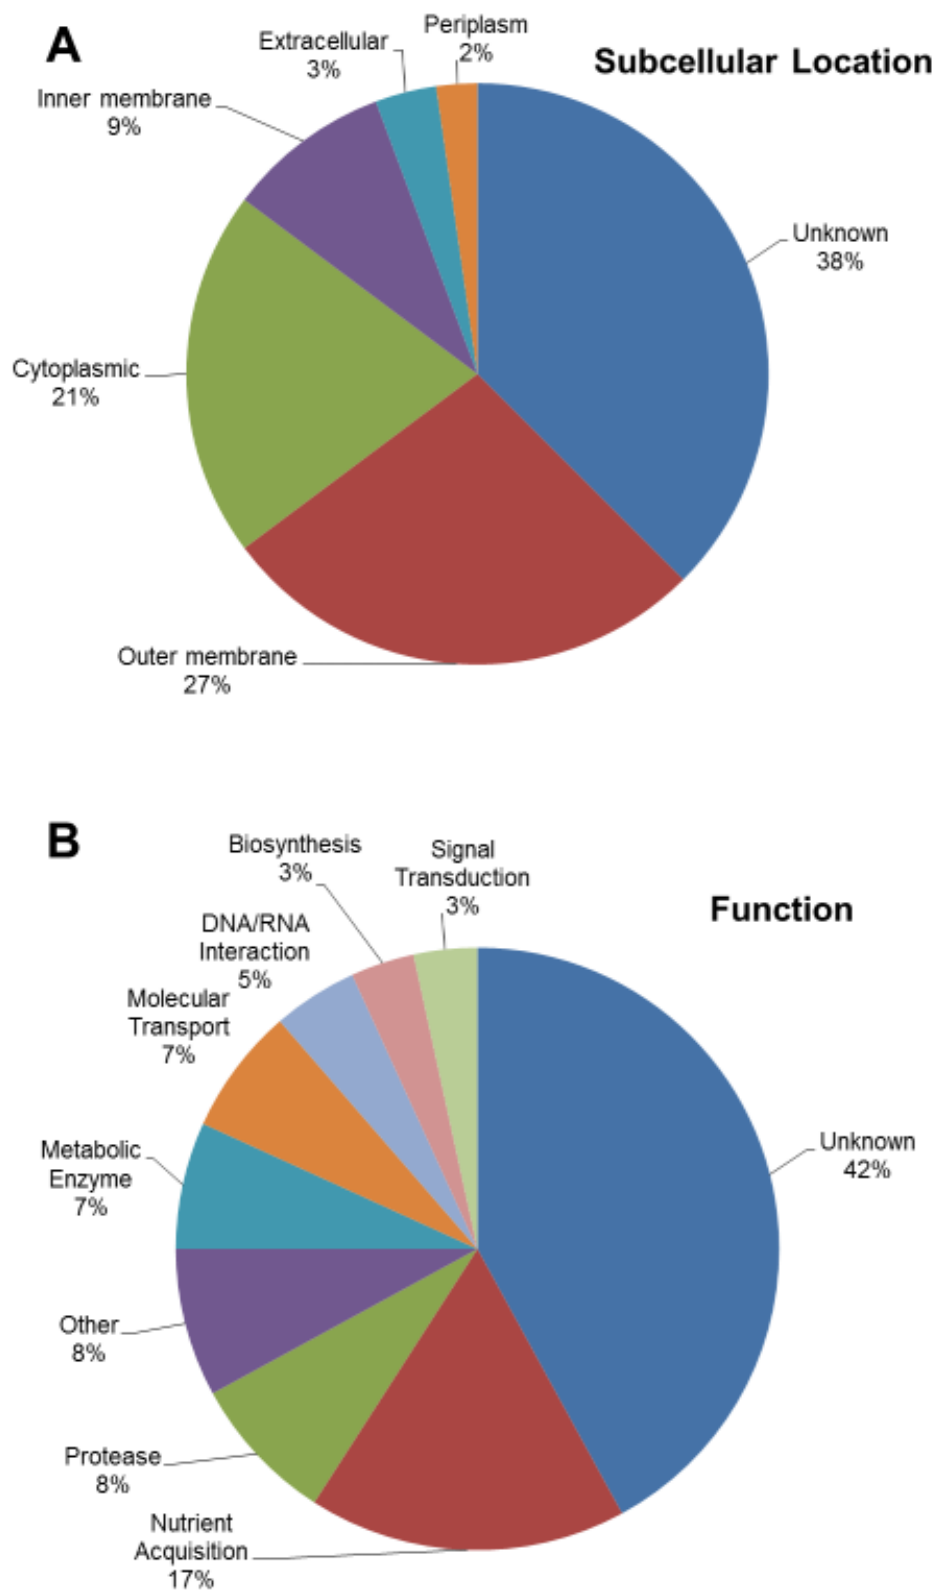 A
Subcellular Location
Periplasm
2%
Extracellular
3%
Inner membrane
9%
Unknown
38%
Cytoplasmic
21%
Outer membrane
27%
B
Function
Biosynthesis
3%
Signal
Transduction
3%
DNA/RNA
Interaction
5%
Molecular
Transport
7%
Unknown
42%
Metabolic
Enzyme
7%
Other
8%
Protease
8%
Nutrient
Acquisition
17%